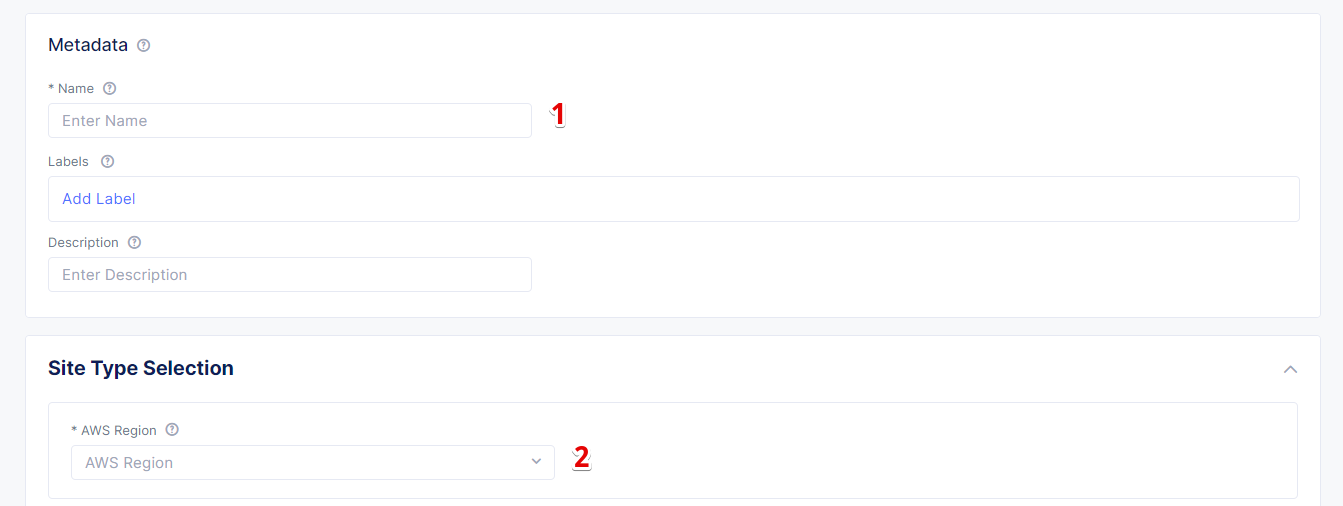 Metadata
* Name
Enter Name
1
Labels
Add Label
Description
Enter Description
Site Type Selection
* AWS Region
AWS Region
2